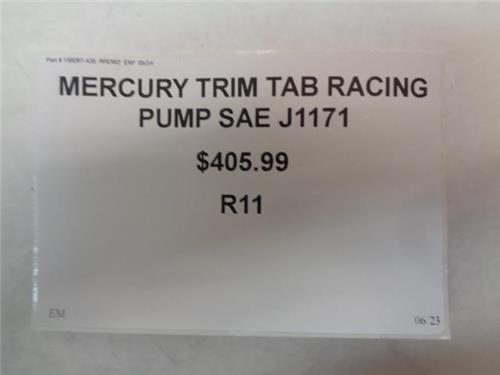 MERCURY TRIM TAB RACING
PUMP SAE J1171
$405.99
R11
EM
06/23